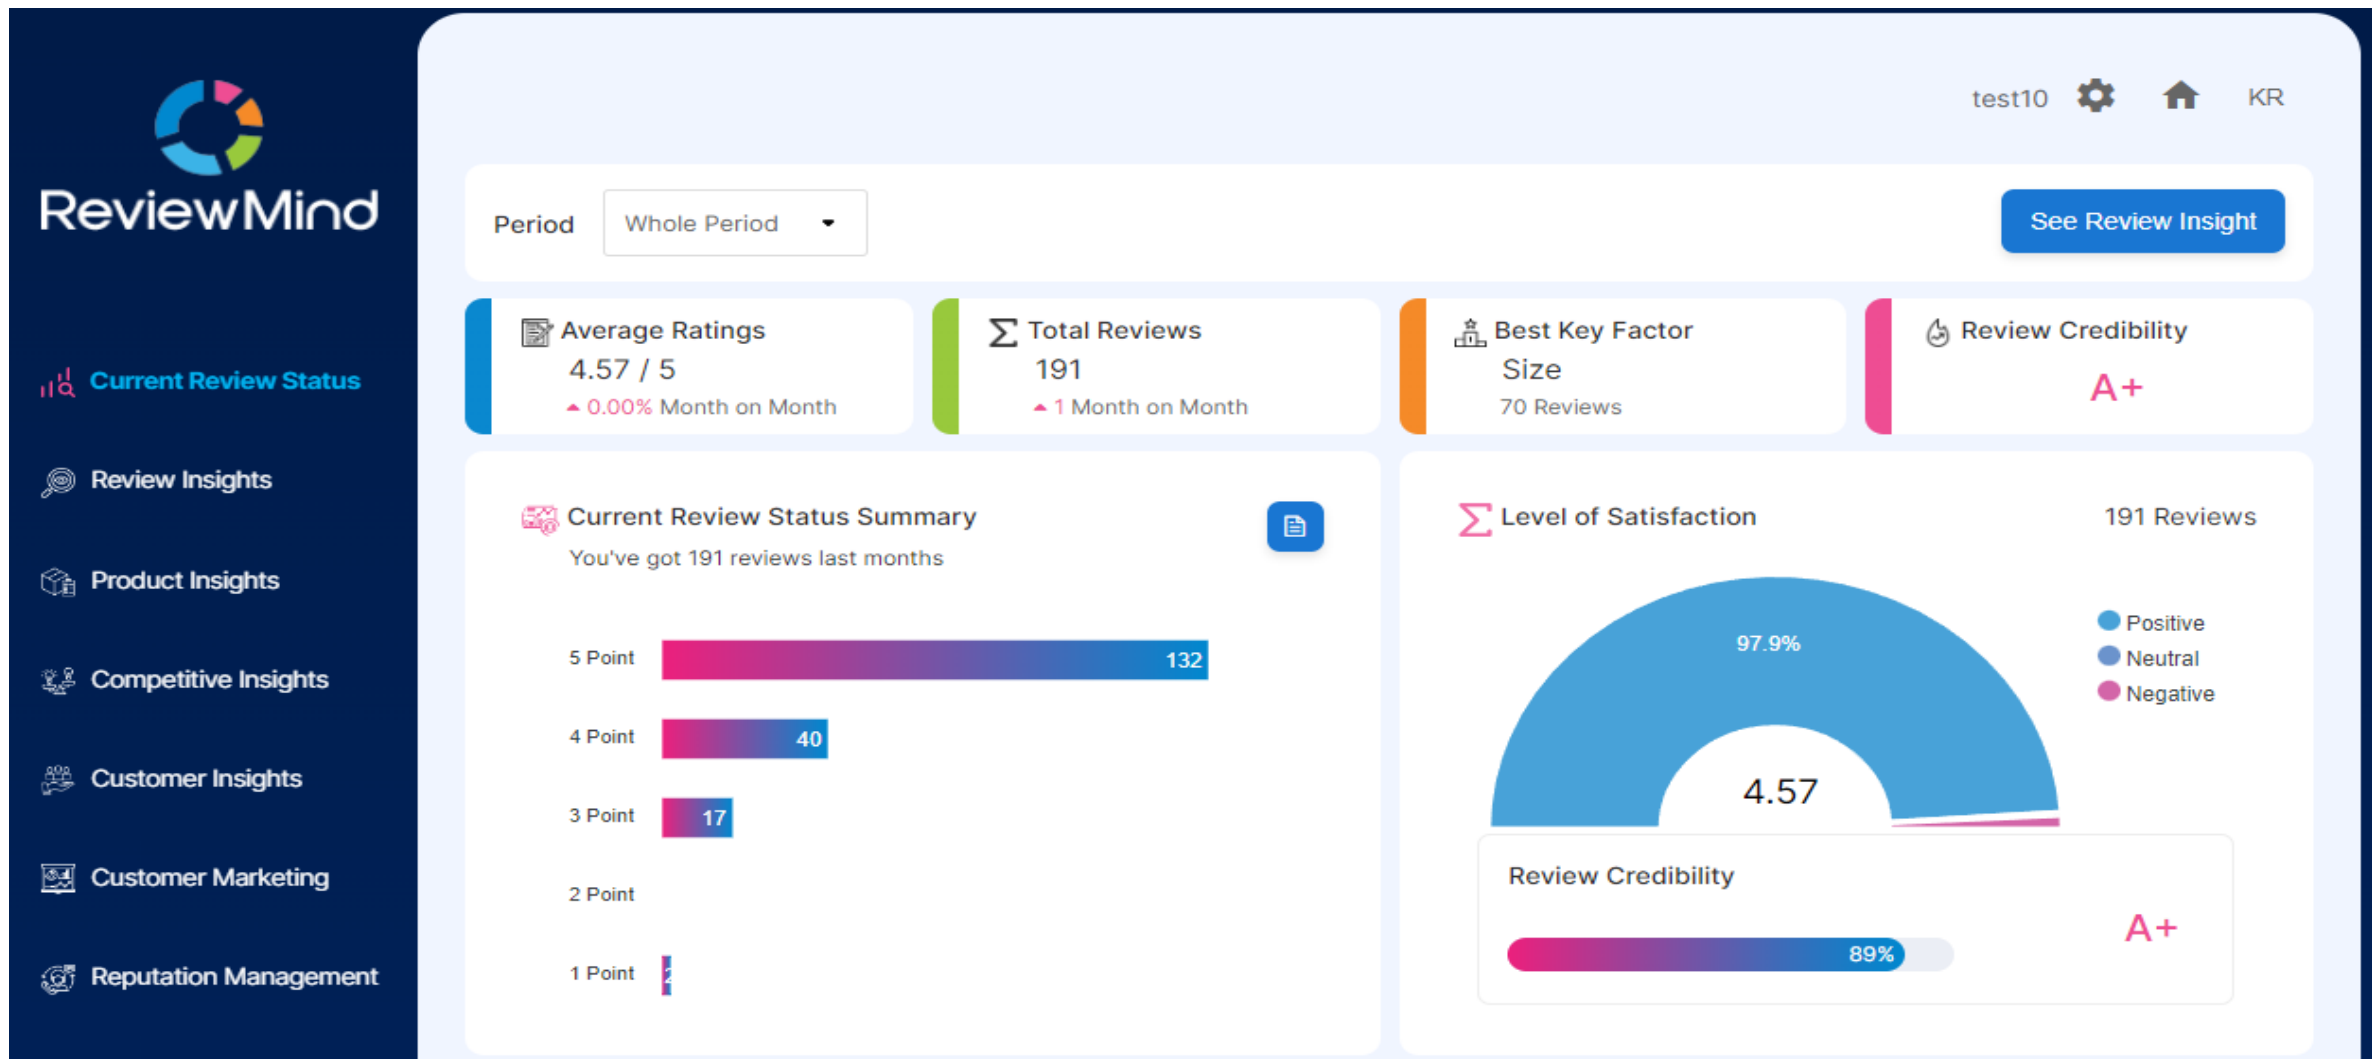 ReviewMind
Current Review Status
Review Insights
Product Insights
Competitive Insights
Customer Insights
Customer Marketing
Reputation Management
test10 KR
Period Whole Period See Review Insight
Average Ratings
4.57 / 5
0.00% Month on Month
Total Reviews
191
1 Month on Month
Best Key Factor
Size
70 Reviews
Review Credibility
A+
Current Review Status Summary
You've got 191 reviews last months
5 Point 132
4 Point 40
3 Point 17
2 Point
1 Point 2
Level of Satisfaction 191 Reviews
97.9%
Positive
Neutral
Negative
4.57
Review Credibility
A+
89%